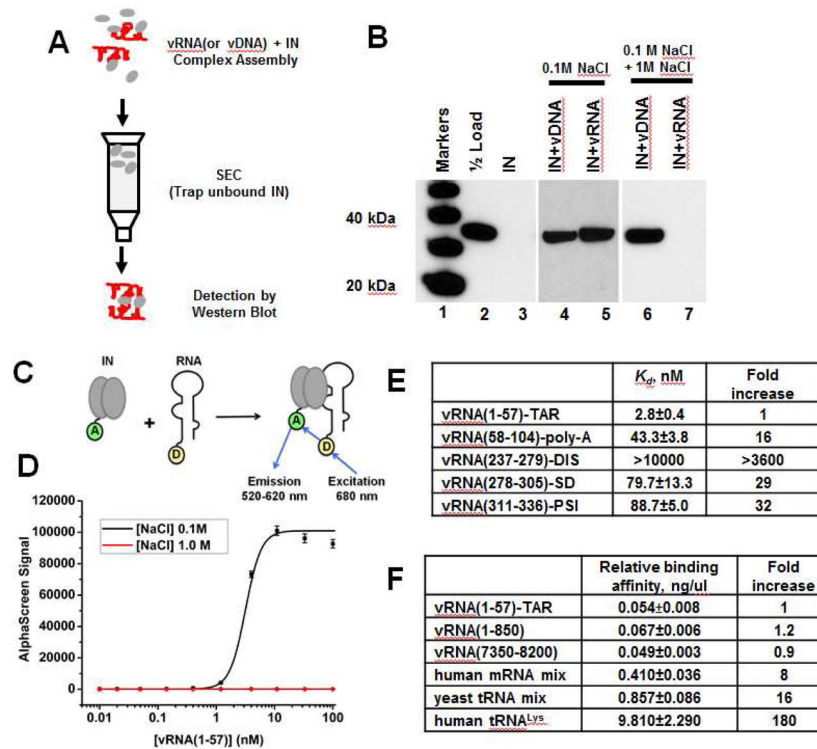 A
vRNA(or vDNA) + IN
Complex Assembly
SEC
(Trap unbound IN)
Detection by
Western Blot
B
0.1M NaCl
0.1 M NaCl
+ 1M NaCl
Markers
½ Load
IN
IN+vDNA
IN+vRNA
IN+vDNA
IN+vRNA
40 kDa
20 kDa
1 2 3 4 5 6 7
C
IN
RNA
+
A
D
A
D
Emission
520-620 nm
Excitation
680 nm
D
AlphaScreen Signal
120000
100000
80000
60000
40000
20000
0
[NaCl] 0.1M
[NaCl] 1.0 M
0.01 0.1 1 10 100
[vRNA(1-57)] (nM)
E
Kd, nM Fold increase
vRNA(1-57)-TAR 2.8±0.4 1
vRNA(58-104)-poly-A 43.3±3.8 16
vRNA(237-279)-DIS >10000 >3600
vRNA(278-305)-SD 79.7±13.3 29
vRNA(311-336)-PSI 88.7±5.0 32
F
Relative binding affinity, ng/ul Fold increase
vRNA(1-57)-TAR 0.054±0.008 1
vRNA(1-850) 0.067±0.006 1.2
vRNA(7350-8200) 0.049±0.003 0.9
human mRNA mix 0.410±0.036 8
yeast tRNA mix 0.857±0.086 16
human tRNALys 9.810±2.290 180